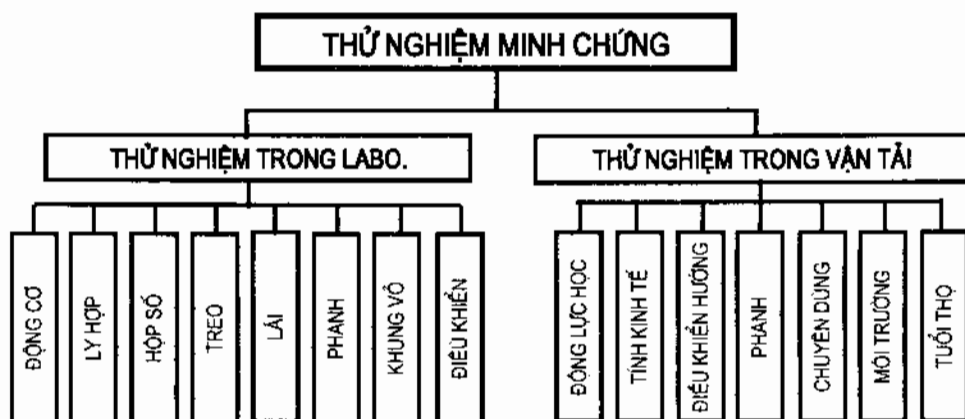 THỬ NGHIỆM MINH CHỨNG
THỬ NGHIỆM TRONG LABO.
THỬ NGHIỆM TRONG VẬN TẢI
ĐỘNG CƠ
LY HỢP
HỘP SỐ
TREO
LÁI
PHANH
KHUNG VỎ
ĐIỀU KHIỂN
ĐỘNG LỰC HỌC
TÍNH KINH TẾ
ĐIỀU KHIỂN HƯỚNG
PHANH
CHUYÊN DÙNG
MÔI TRƯỜNG
TUỔI THỌ